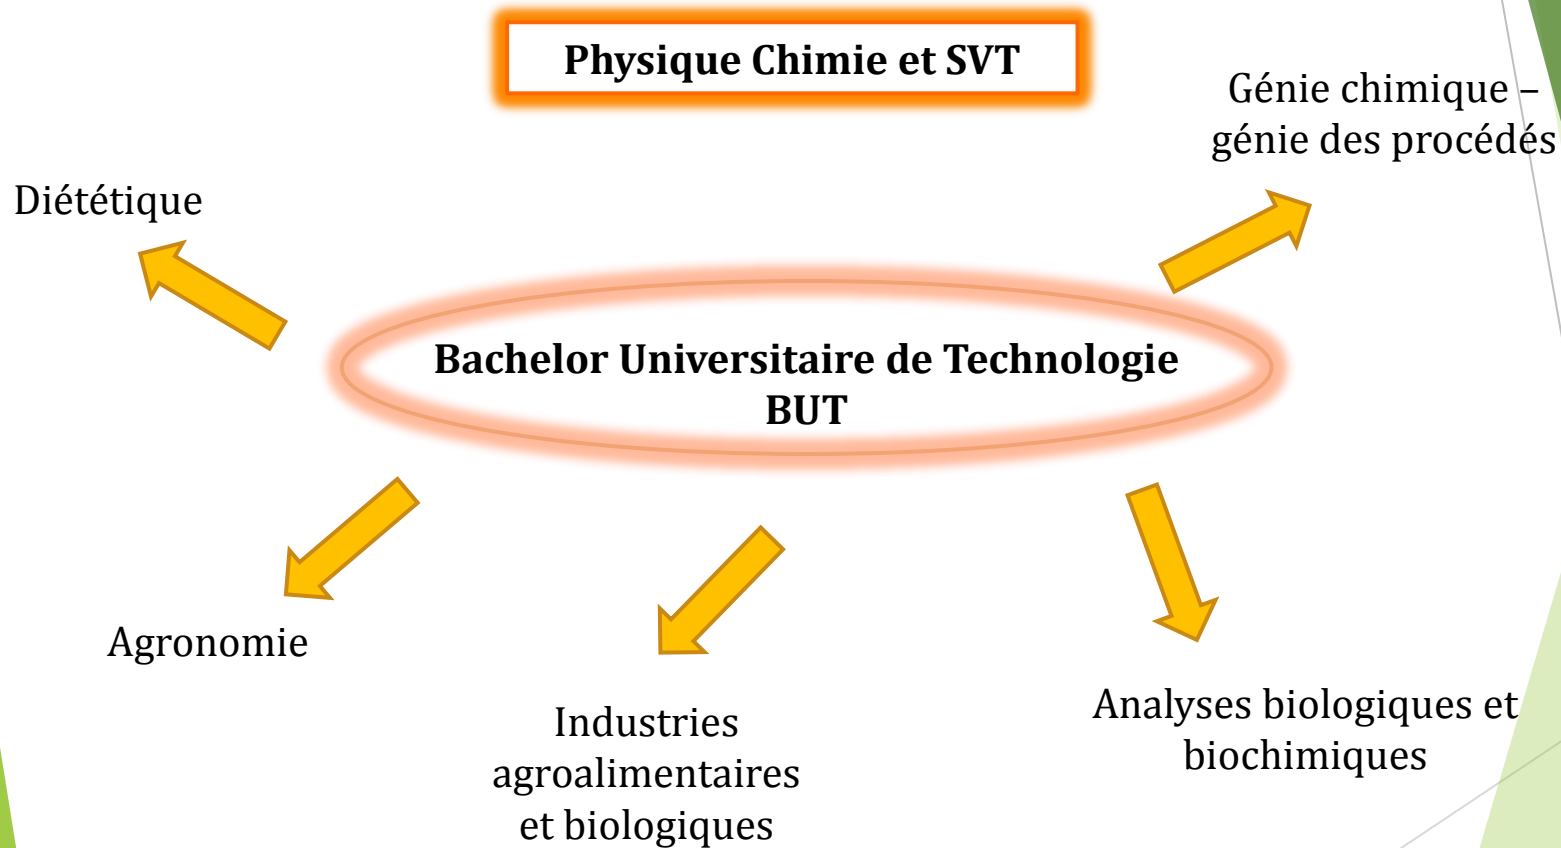 Physique Chimie et SVT
Génie chimique –
génie des procédés
Diététique
Bachelor Universitaire de Technologie
BUT
Agronomie
Industries
agroalimentaires
et biologiques
Analyses biologiques et
biochimiques